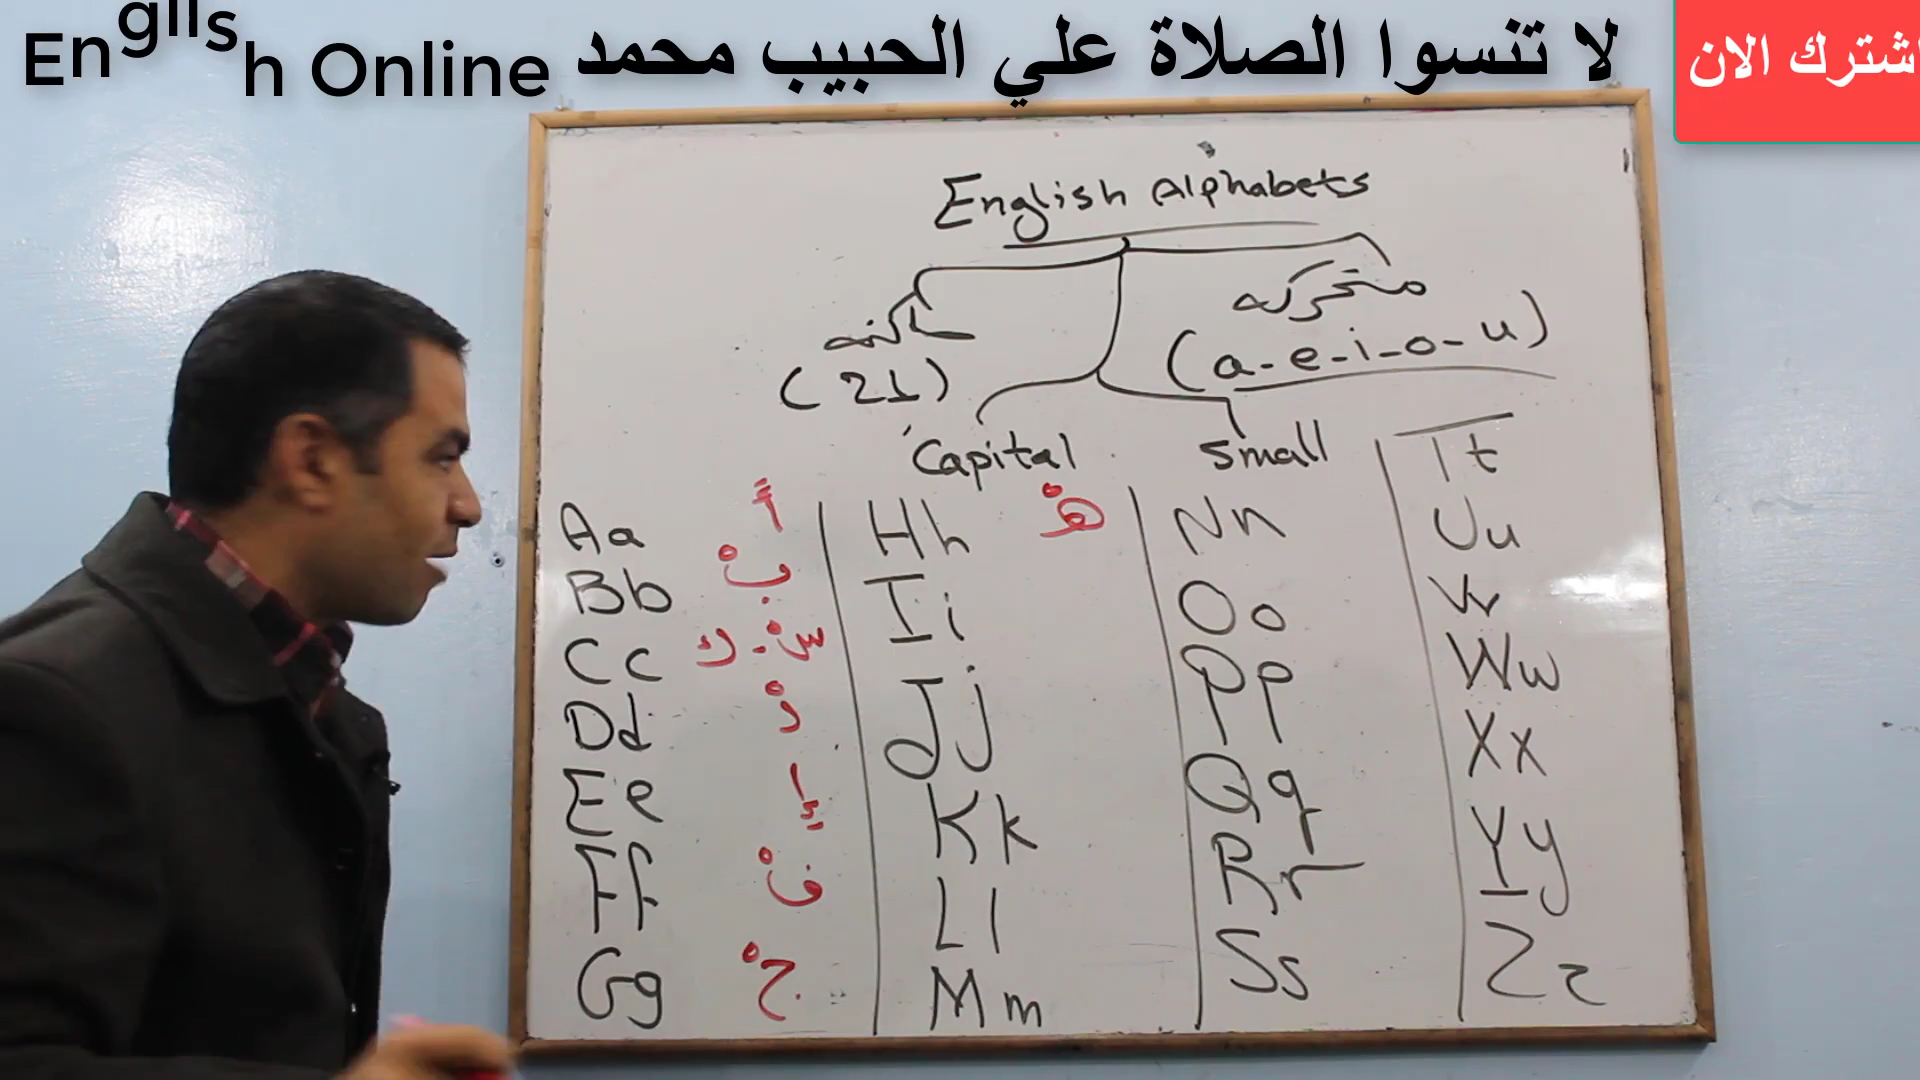 English Online لا تنسوا الصلاة علي الحبيب محمد
اشترك الان
English Alphabets
ساكنه
متحركه
(21)
(a-e-i-o-u)
Capital
Small
Aa أ
Bb بْ
Cc سْ. ك
Dd دْ
Ee
Ff فْ
Gg جْ
Hh هْ
Ii
Jj
Kk
Ll
Mm
Nn
Oo
Pp
Qq
Rr
Ss
Tt
Uu
Vv
Ww
Xx
Yy
Zz